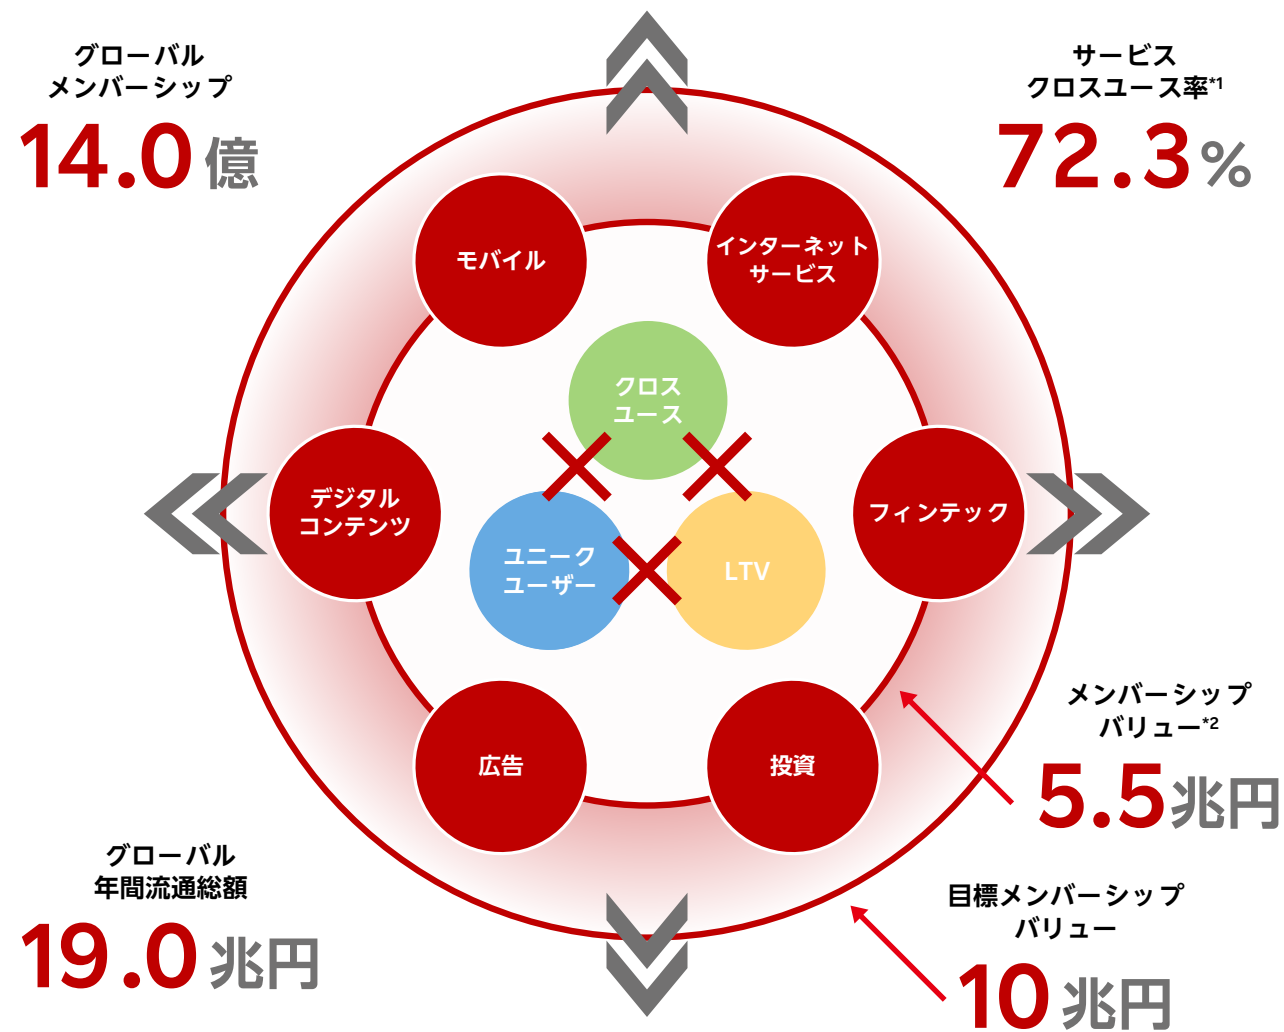 グローバル
メンバーシップ
14.0億
サービス
クロスユース率*1
72.3%
モバイル
インターネット
サービス
クロス
ユース
デジタル
コンテンツ
フィンテック
ユニーク
ユーザー
LTV
広告
投資
メンバーシップ
バリュー*2
5.5兆円
グローバル
年間流通総額
19.0兆円
目標メンバーシップ
バリュー
10兆円